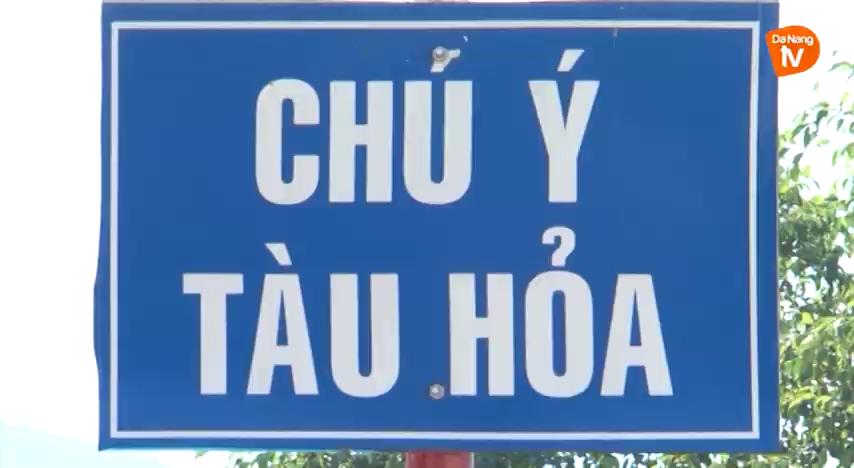 Da Nang
tv
CHÚ Ý
TÀU HỎA